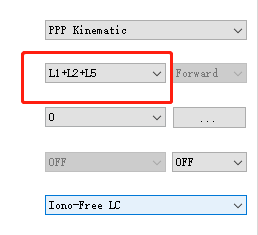 PPP Kinematic
L1+L2+L5 Forward
0 ...
OFF OFF
Iono-Free LC